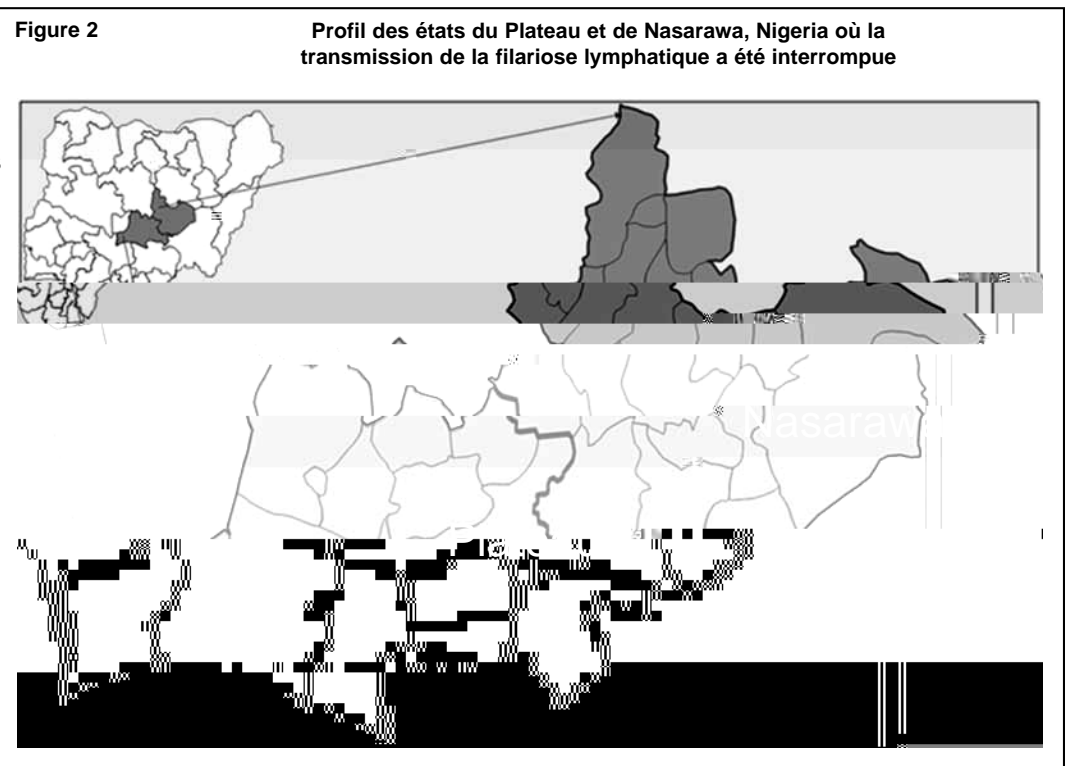 Figure 2
Profil des états du Plateau et de Nasarawa, Nigeria où la
transmission de la filariose lymphatique a été interrompue
Nasarawa